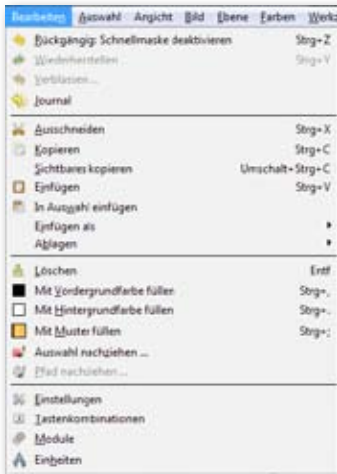 Bearbeiten Auswahl Ansicht Bild Ebene Farben Werkz
Rückgängig: Schnellmaske deaktivieren Strg+Z
Wiederherstellen Strg+Y
Verblassen ...
Journal
Ausschneiden Strg+X
Kopieren Strg+C
Sichtbares kopieren Umschalt+Strg+C
Einfügen Strg+V
In Auswahl einfügen
Einfügen als
Ablagen
Löschen Entf
Mit Vordergrundfarbe füllen Strg+,
Mit Hintergrundfarbe füllen Strg+.
Mit Muster füllen Strg+;
Auswahl nachziehen ...
Pfad nachziehen ...
Einstellungen
Tastenkombinationen
Module
Einheiten